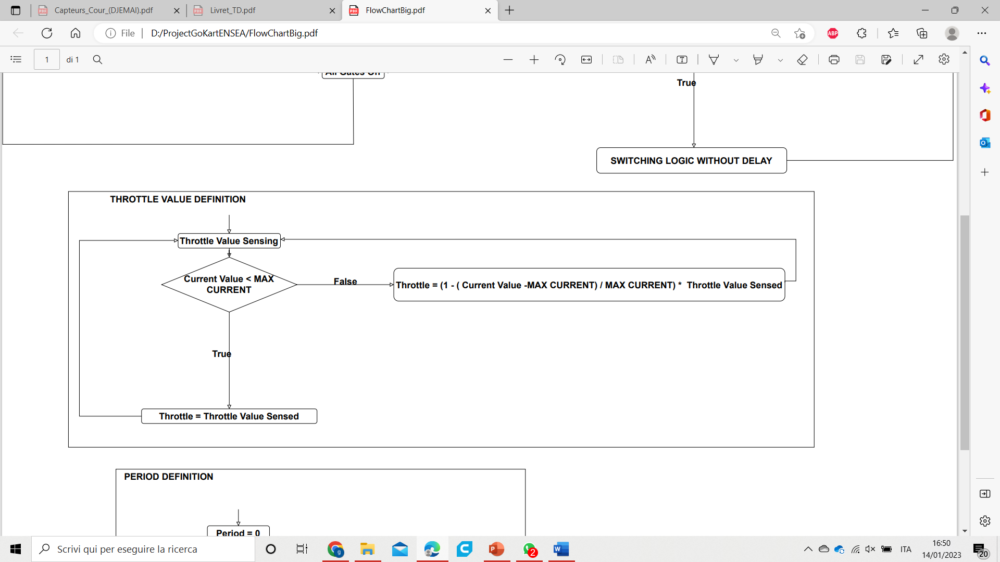 Capteurs_Cour_(DJEMAI).pdf
Livret_TD.pdf
FlowChartBig.pdf
File
D:/ProjectGoKartENSEA/FlowChartBig.pdf
ABP
1
di 1
True
SWITCHING LOGIC WITHOUT DELAY
THROTTLE VALUE DEFINITION
Throttle Value Sensing
Current Value < MAX
CURRENT
False
Throttle = (1 - ( Current Value -MAX CURRENT) / MAX CURRENT) * Throttle Value Sensed
True
Throttle = Throttle Value Sensed
PERIOD DEFINITION
Period = 0
Scrivi qui per eseguire la ricerca
2
ITA
16:50
14/01/2023
20